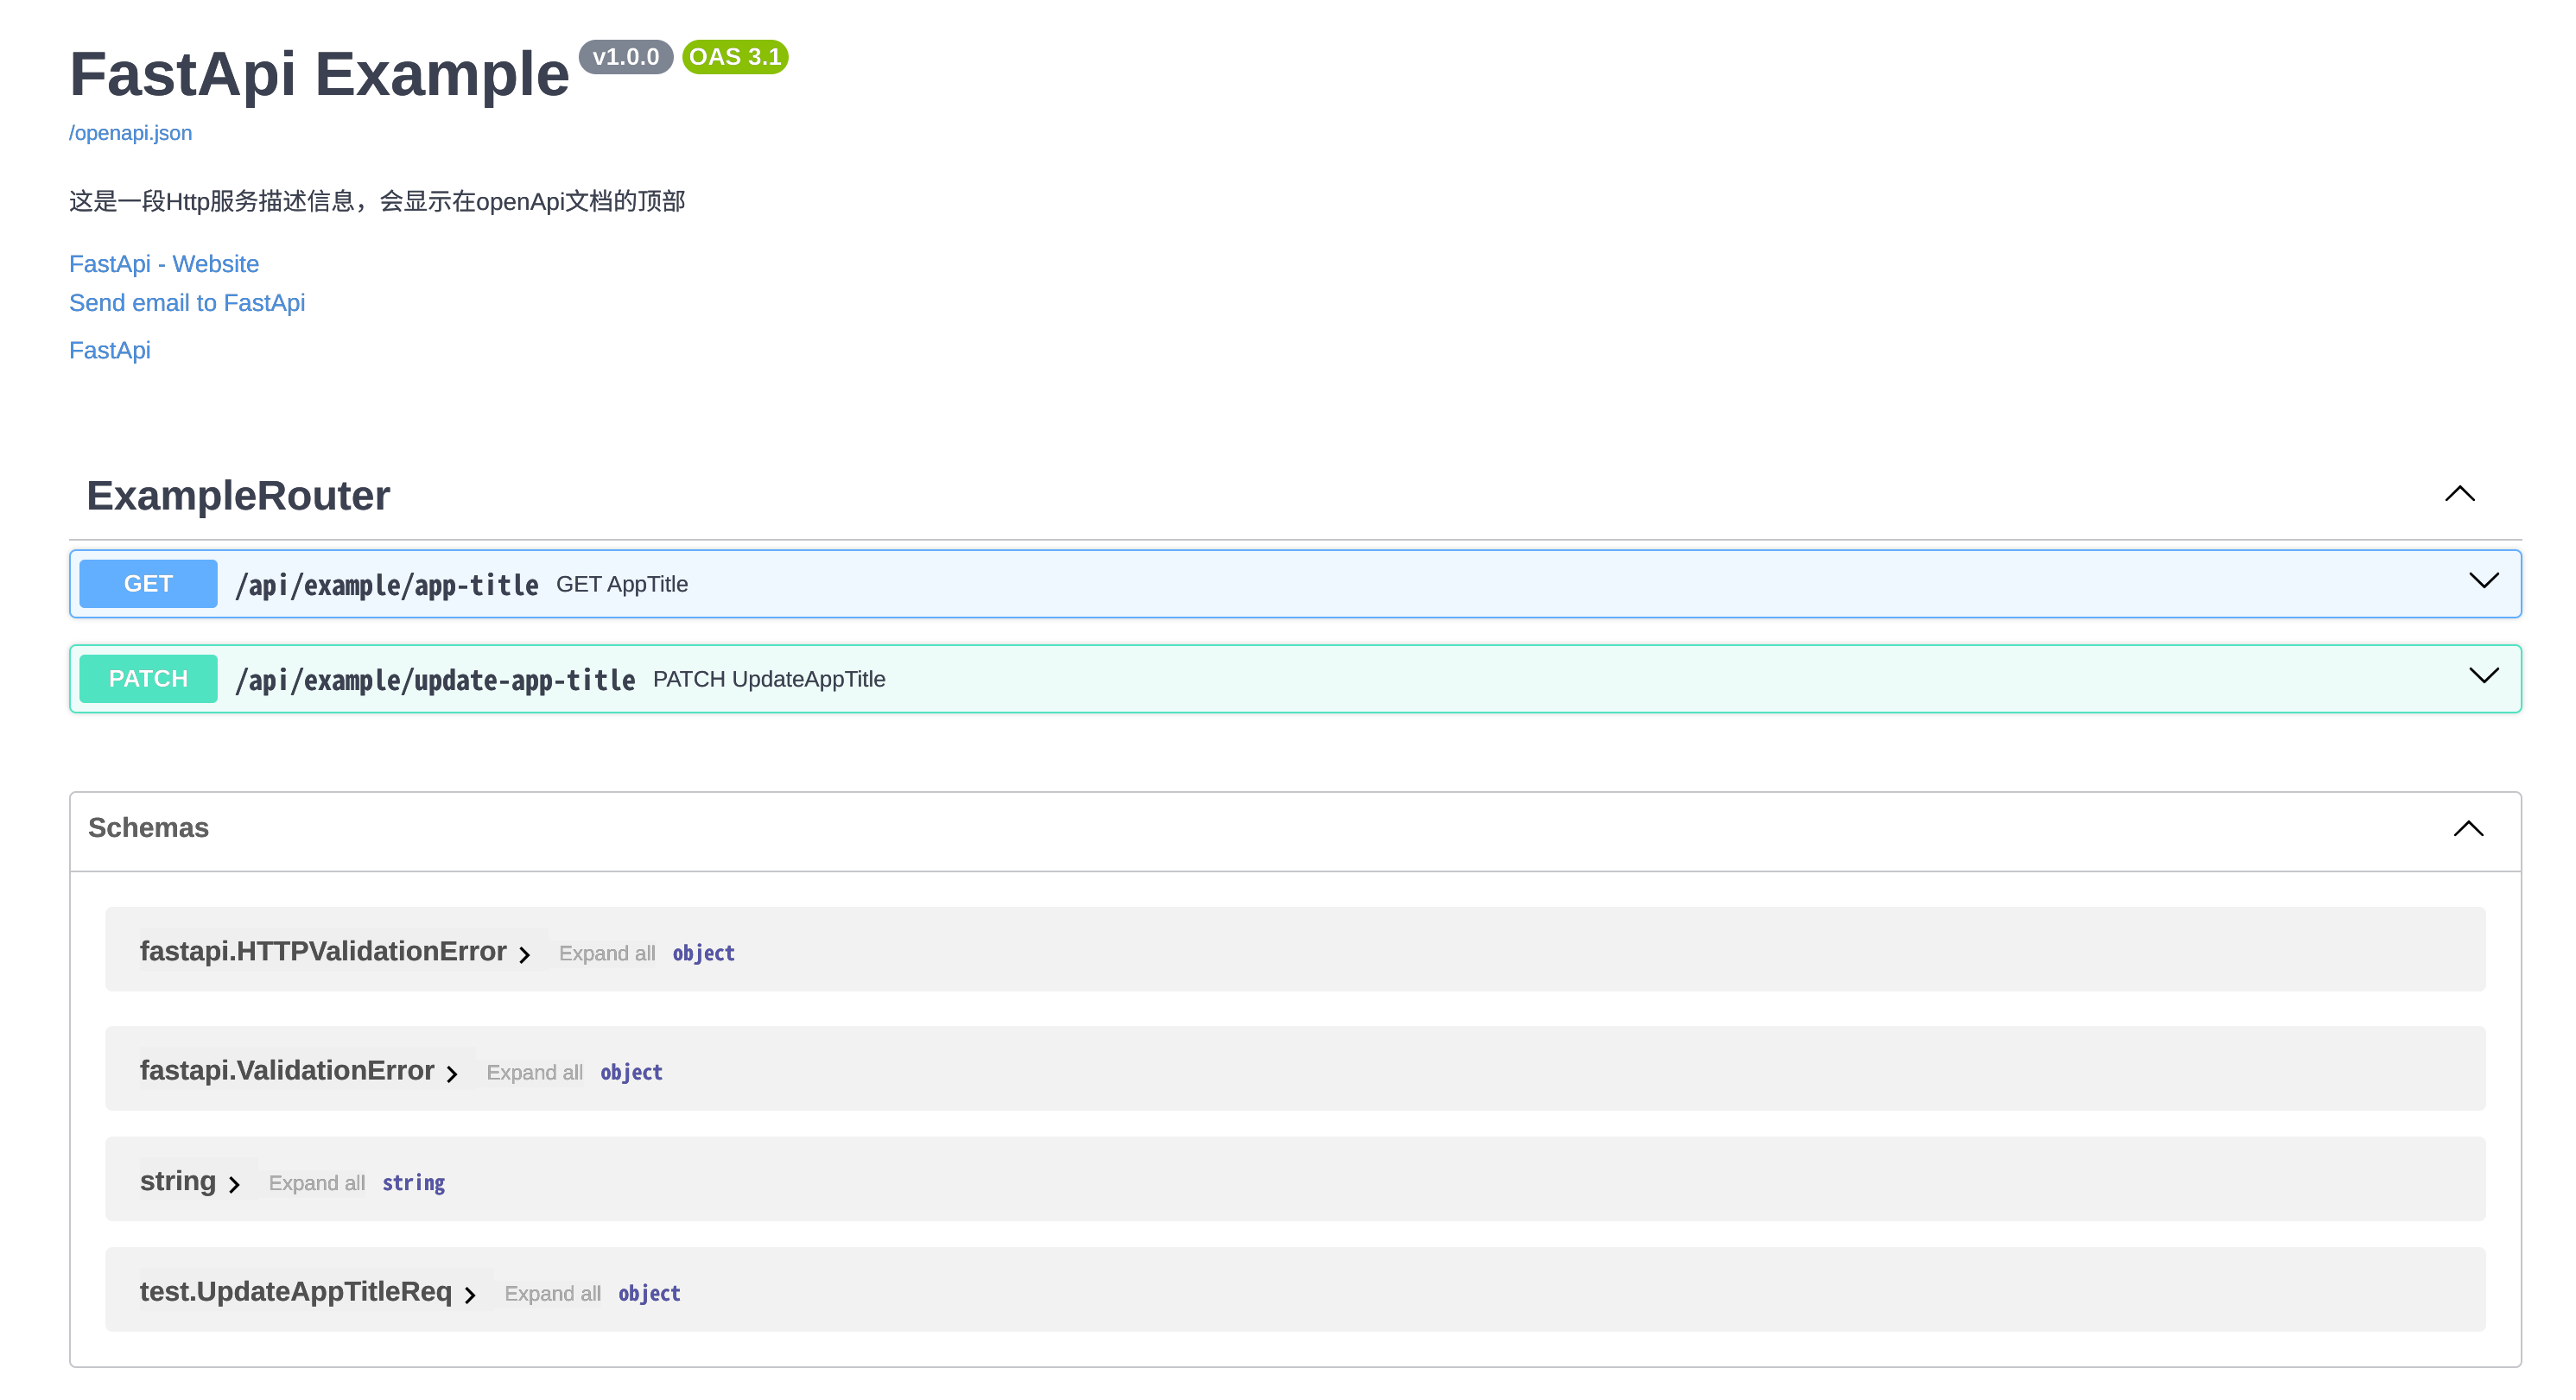 FastApi Example v1.0.0 OAS 3.1
/openapi.json
这是一段Http服务描述信息，会显示在openApi文档的顶部
FastApi - Website
Send email to FastApi
FastApi
ExampleRouter
GET /api/example/app-title GET AppTitle
PATCH /api/example/update-app-title PATCH UpdateAppTitle
Schemas
fastapi.HTTPValidationError Expand all object
fastapi.ValidationError Expand all object
string Expand all string
test.UpdateAppTitleReq Expand all object